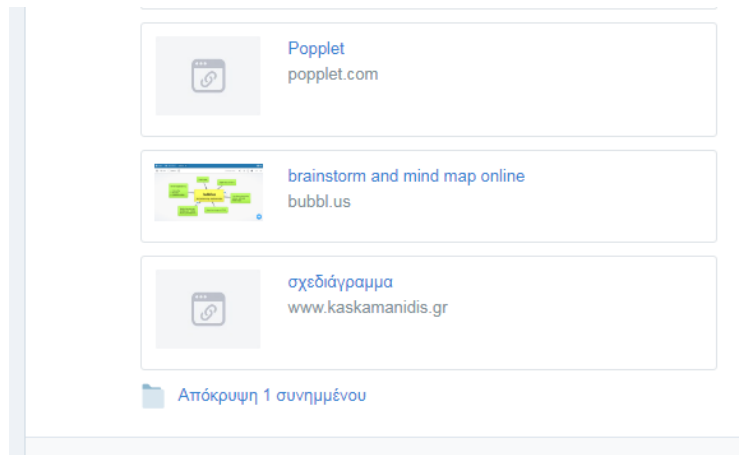 Popplet
popplet.com
brainstorm and mind map online
bubbl.us
σχεδιάγραμμα
www.kaskamanidis.gr
Απόκρυψη 1 συνημμένου